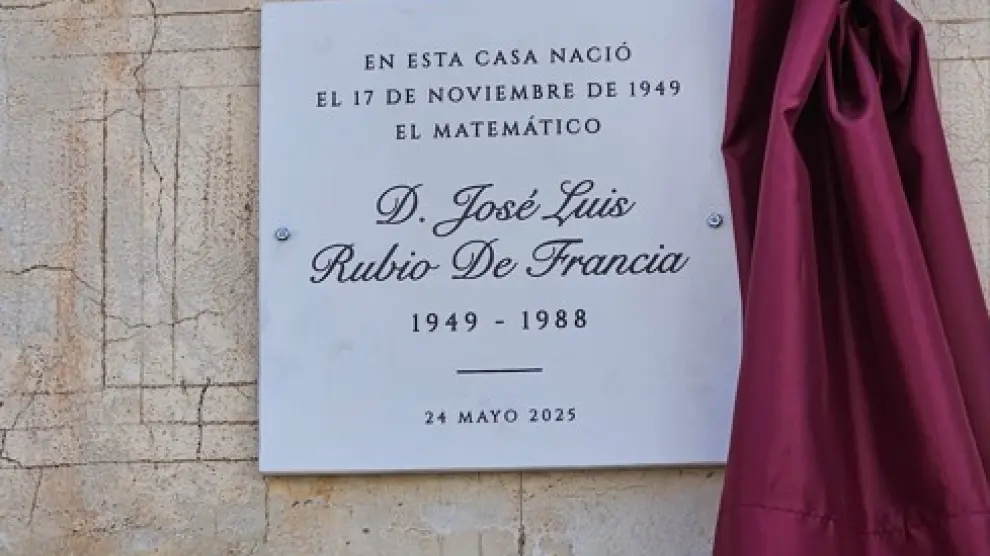 EN ESTA CASA NACIÓ
EL 17 DE NOVIEMBRE DE 1949
EL MATEMÁTICO
D. José Luis
Rubio De Francia
1949 - 1988
24 MAYO 2025